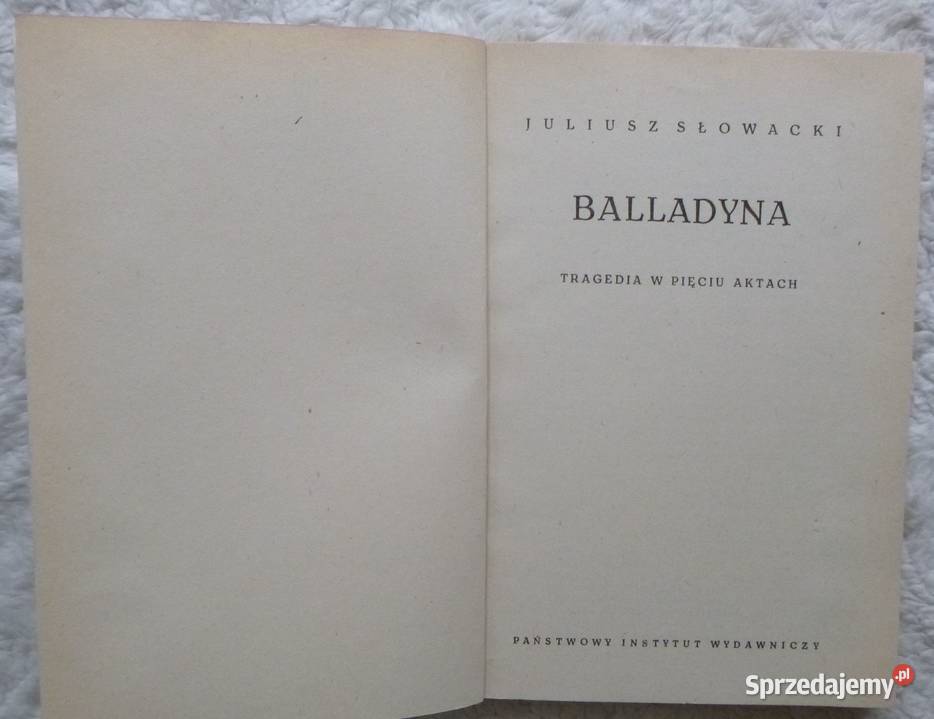 JULIUSZ SŁOWACKI
BALLADYNA
TRAGEDIA W PIĘCIU AKTACH
PAŃSTWOWY INSTYTUT WYDAWNICZY
Sprzedajemy.pl